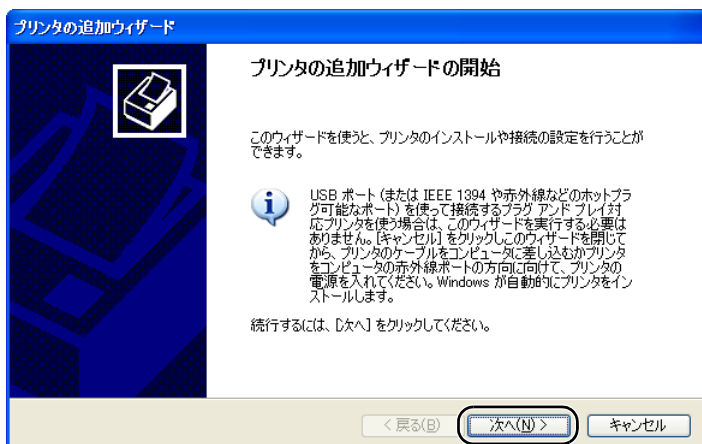 プリンタの追加ウィザード
プリンタの追加ウィザードの開始
このウィザードを使うと、プリンタのインストールや接続の設定を行うことが
できます。
USB ポート (または IEEE 1394 や赤外線などのホットプラ
グ可能なポート) を使って接続するプラグ アンド プレイ対
応プリンタを使う場合は、このウィザードを実行する必要は
ありません。[キャンセル] をクリックしこのウィザードを閉じて
から、プリンタのケーブルをコンピュータに差し込むかプリンタ
をコンピュータの赤外線ポートの方向に向けて、プリンタの
電源を入れてください。Windows が自動的にプリンタをイン
ストールします。
続行するには、[次へ] をクリックしてください。
< 戻る(B) 次へ(N) > キャンセル